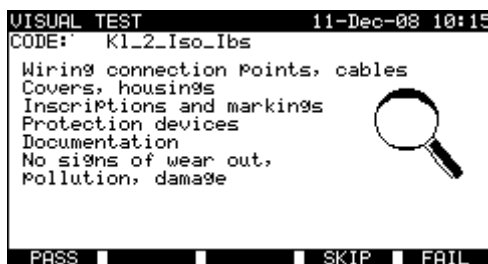 VISUAL TEST 11-Dec-08 10:15
CODE: Kl_2_Iso_Ibs
Wiring connection points, cables
Covers, housings
Inscriptions and markings
Protection devices
Documentation
No signs of wear out,
pollution, damage
PASS SKIP FAIL